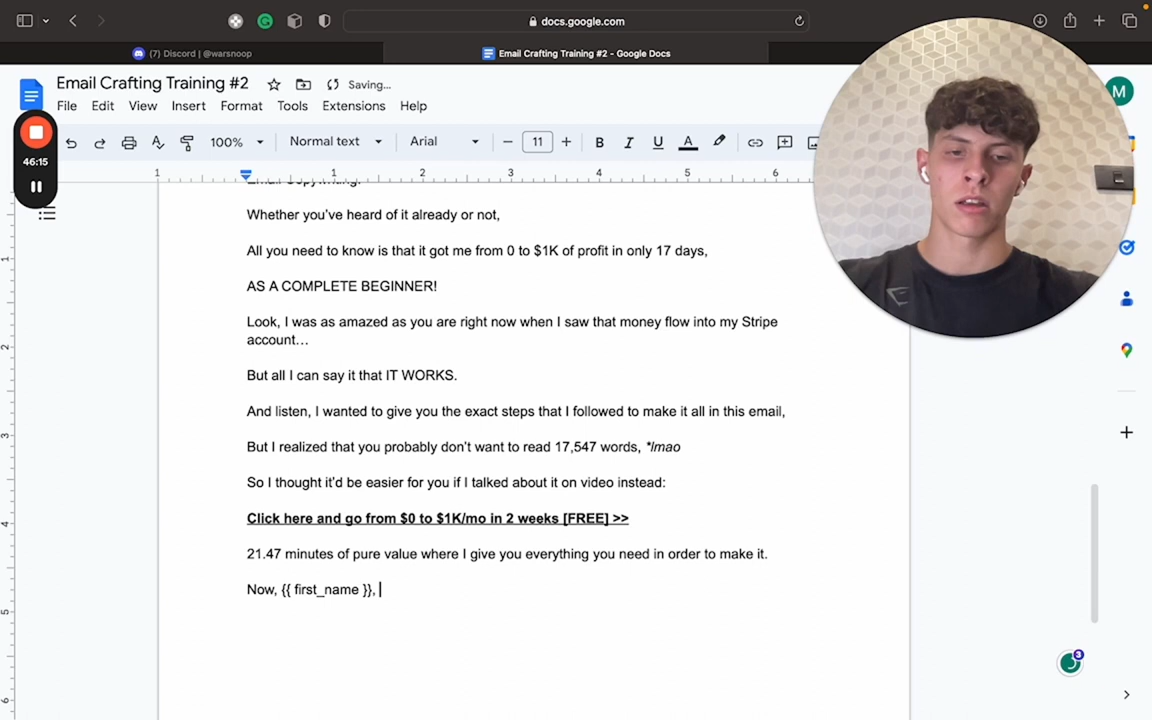 docs.google.com
(7) Discord | @warsnoop
Email Crafting Training #2 - Google Docs
Email Crafting Training #2
Saving...
M
File Edit View Insert Format Tools Extensions Help
100% Normal text Arial 11 B I U A
46:15
1 1 2 3 4 5 6
Whether you've heard of it already or not,
All you need to know is that it got me from 0 to $1K of profit in only 17 days,
AS A COMPLETE BEGINNER!
Look, I was as amazed as you are right now when I saw that money flow into my Stripe
account…
But all I can say it that IT WORKS.
And listen, I wanted to give you the exact steps that I followed to make it all in this email,
But I realized that you probably don't want to read 17,547 words, *lmao
So I thought it'd be easier for you if I talked about it on video instead:
Click here and go from $0 to $1K/mo in 2 weeks [FREE] >>
21.47 minutes of pure value where I give you everything you need in order to make it.
Now, {{ first_name }},
3